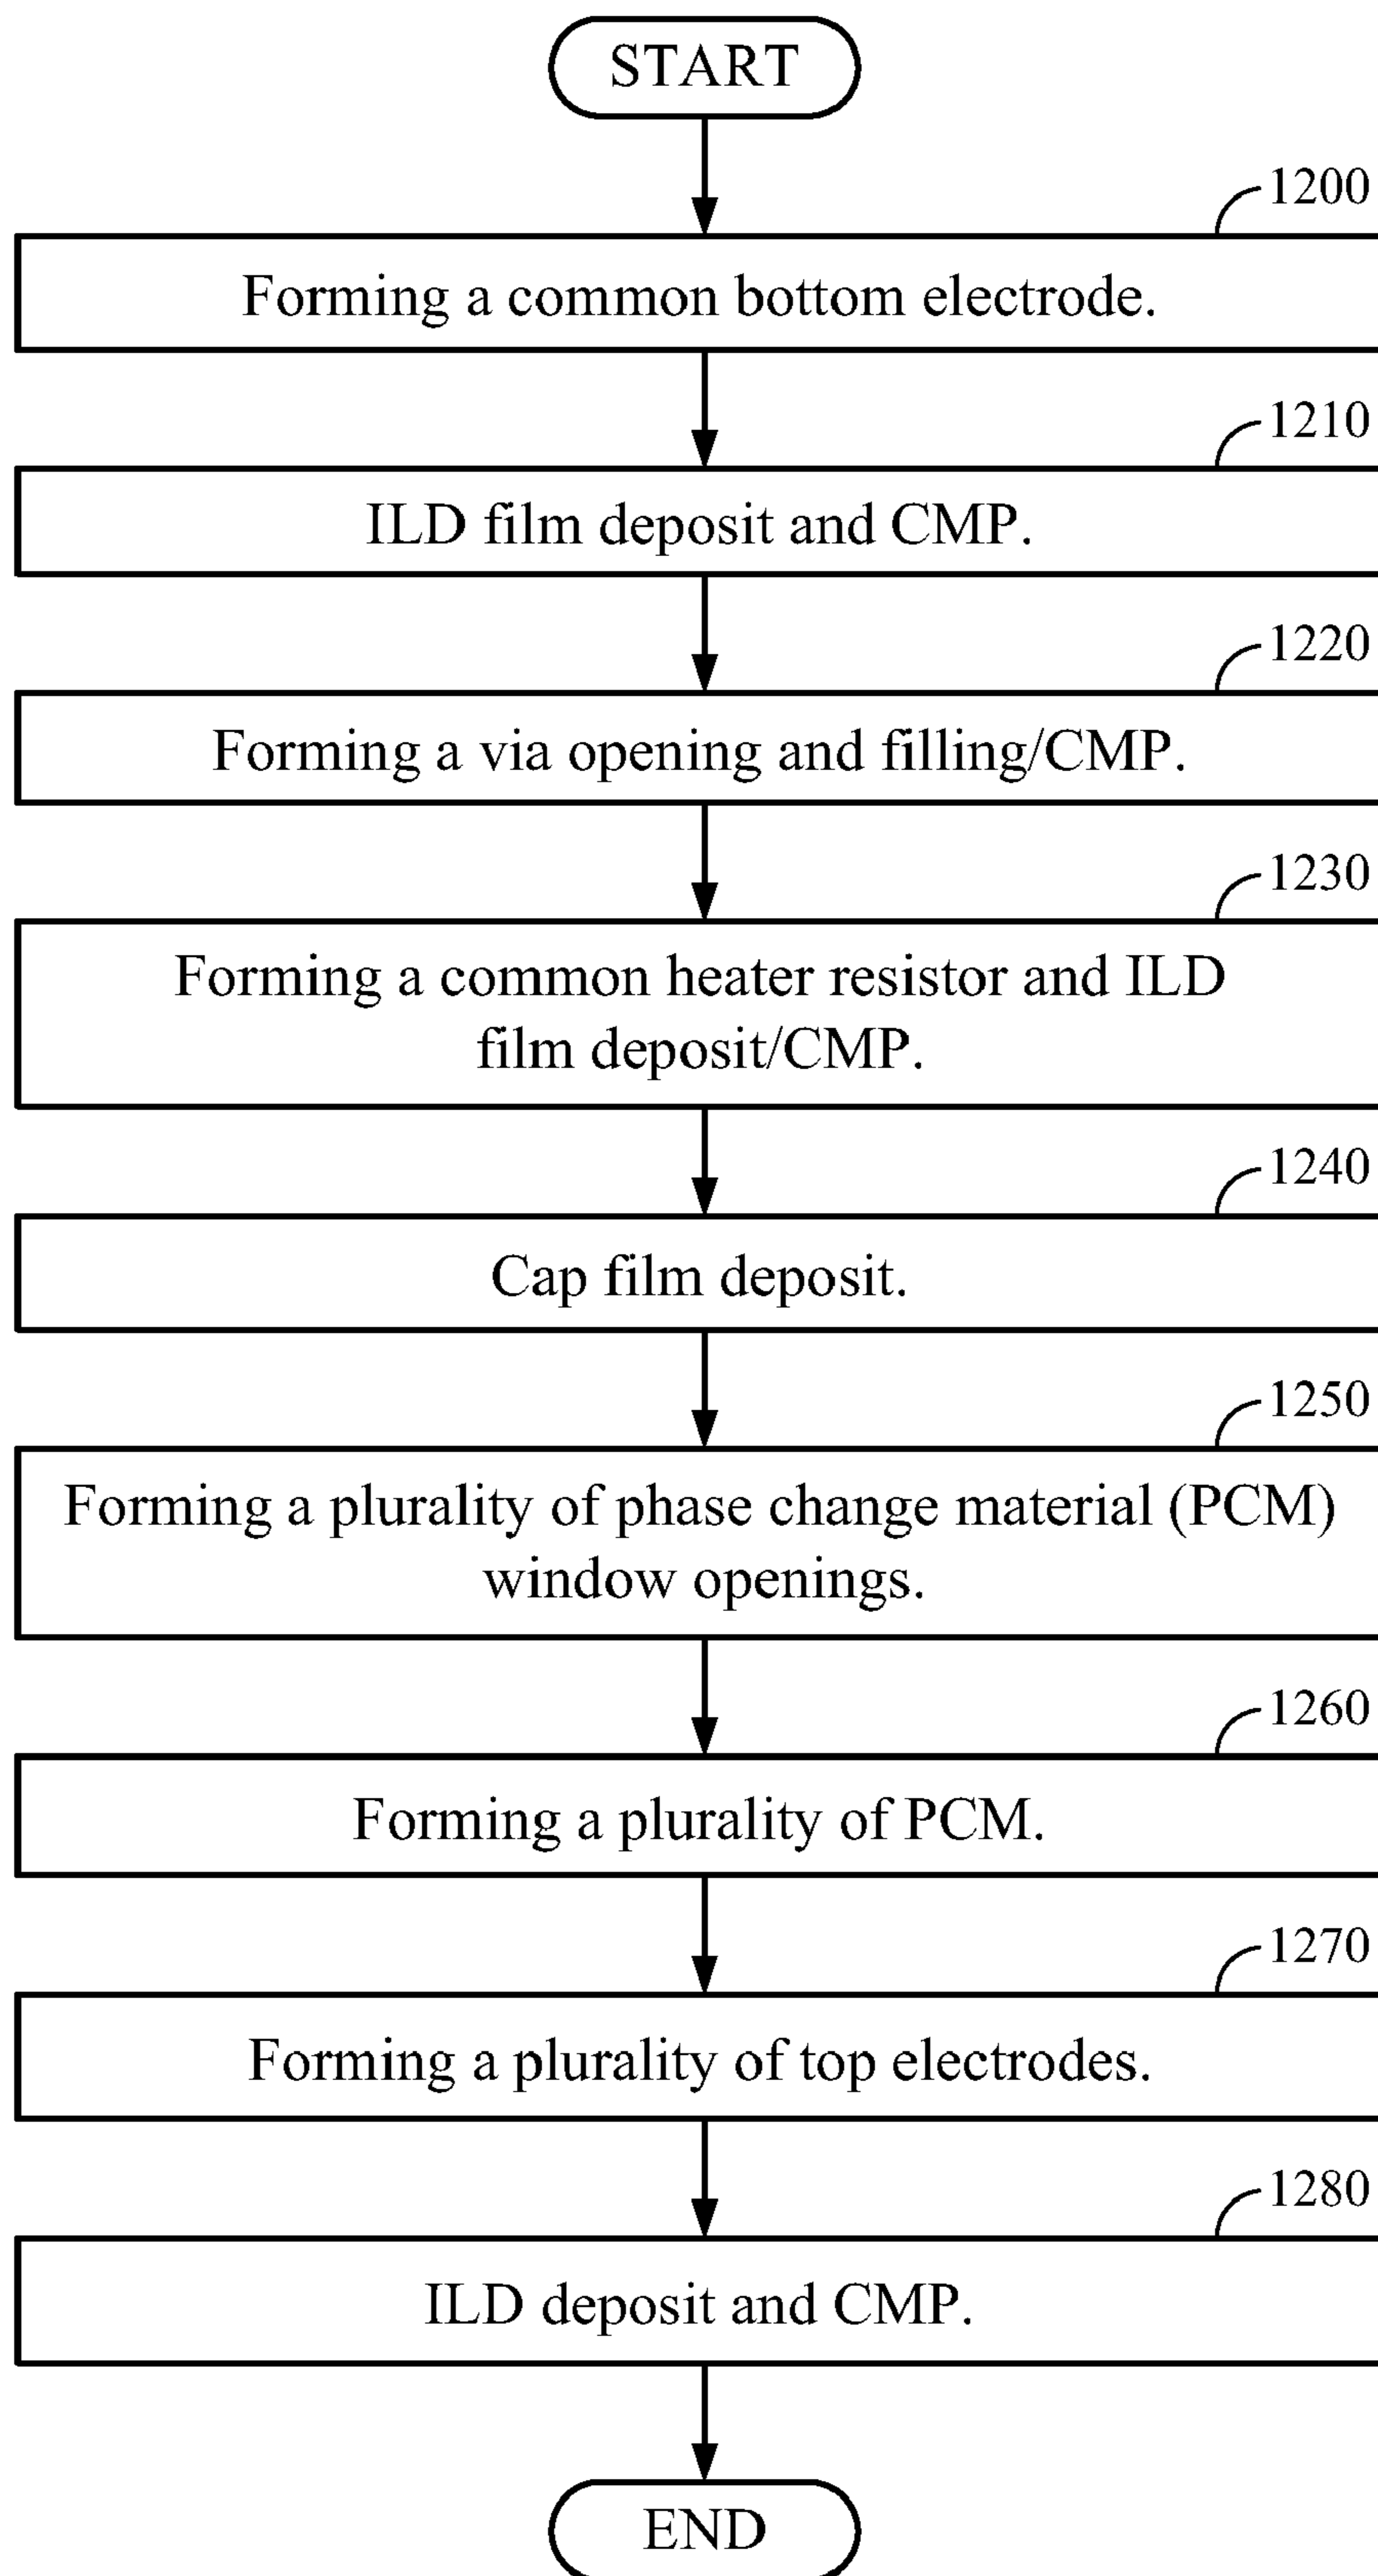 START
1200
Forming a common bottom electrode.
1210
ILD film deposit and CMP.
1220
Forming a via opening and filling/CMP.
1230
Forming a common heater resistor and ILD
film deposit/CMP.
1240
Cap film deposit.
1250
Forming a plurality of phase change material (PCM)
window openings.
1260
Forming a plurality of PCM.
1270
Forming a plurality of top electrodes.
1280
ILD deposit and CMP.
END